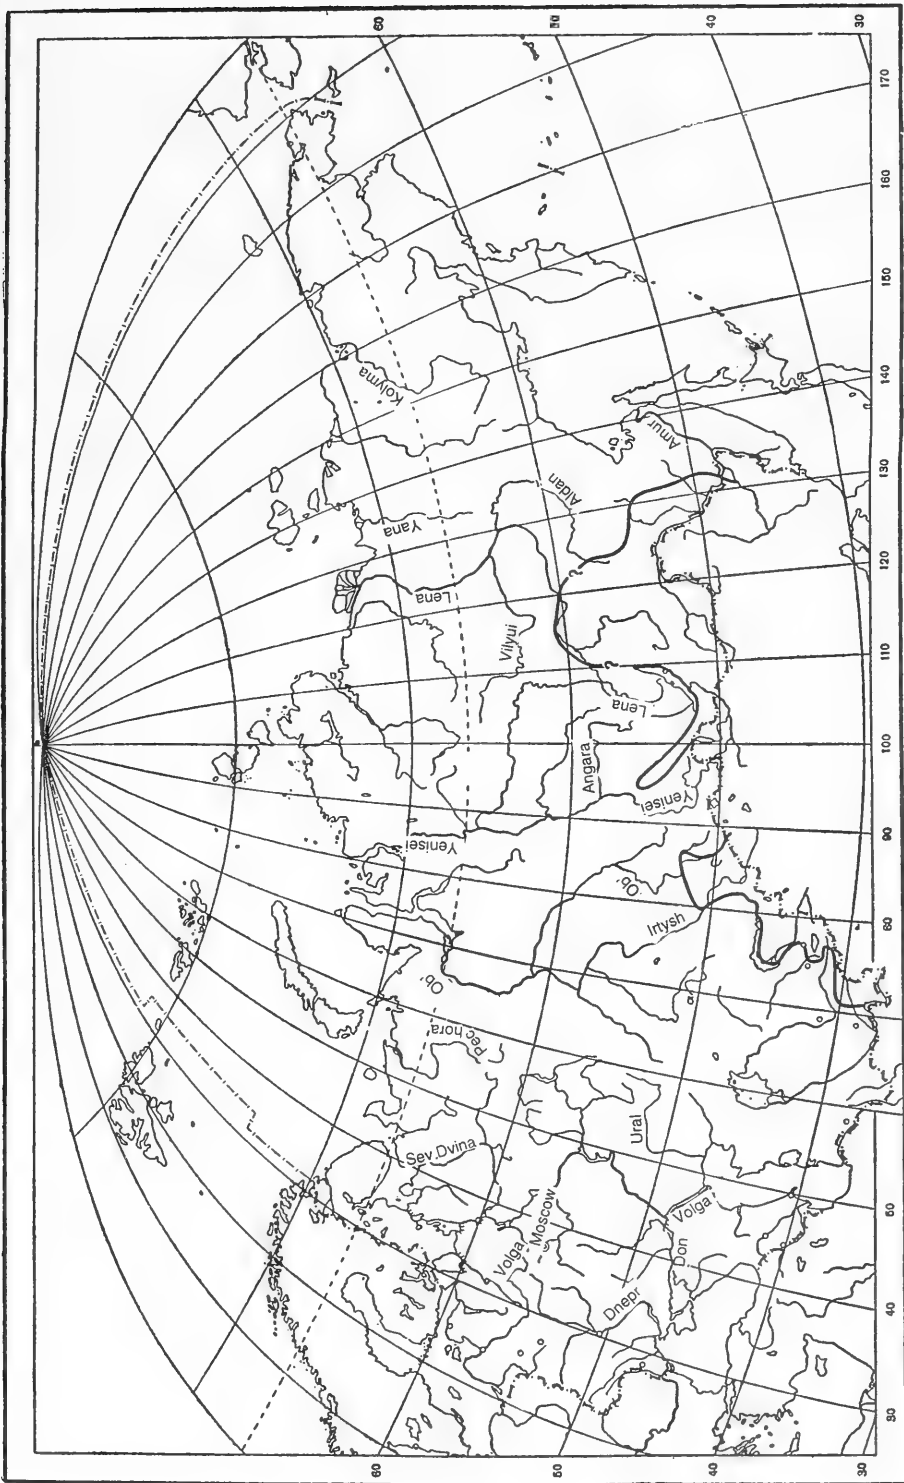 60
50
40
30
170
160
150
140
130
120
110
100
90
80
60
40
30
Kolyma
Amur
Aldan
Yana
Lena
Vilyui
Lena
Angara
Yenisei
Yenisei
Ob'
Irtysh
Ob'
Pechora
Ural
Sev.Dvina
Moscow
Volga
Volga
Don
Dnepr
60
50
40
30